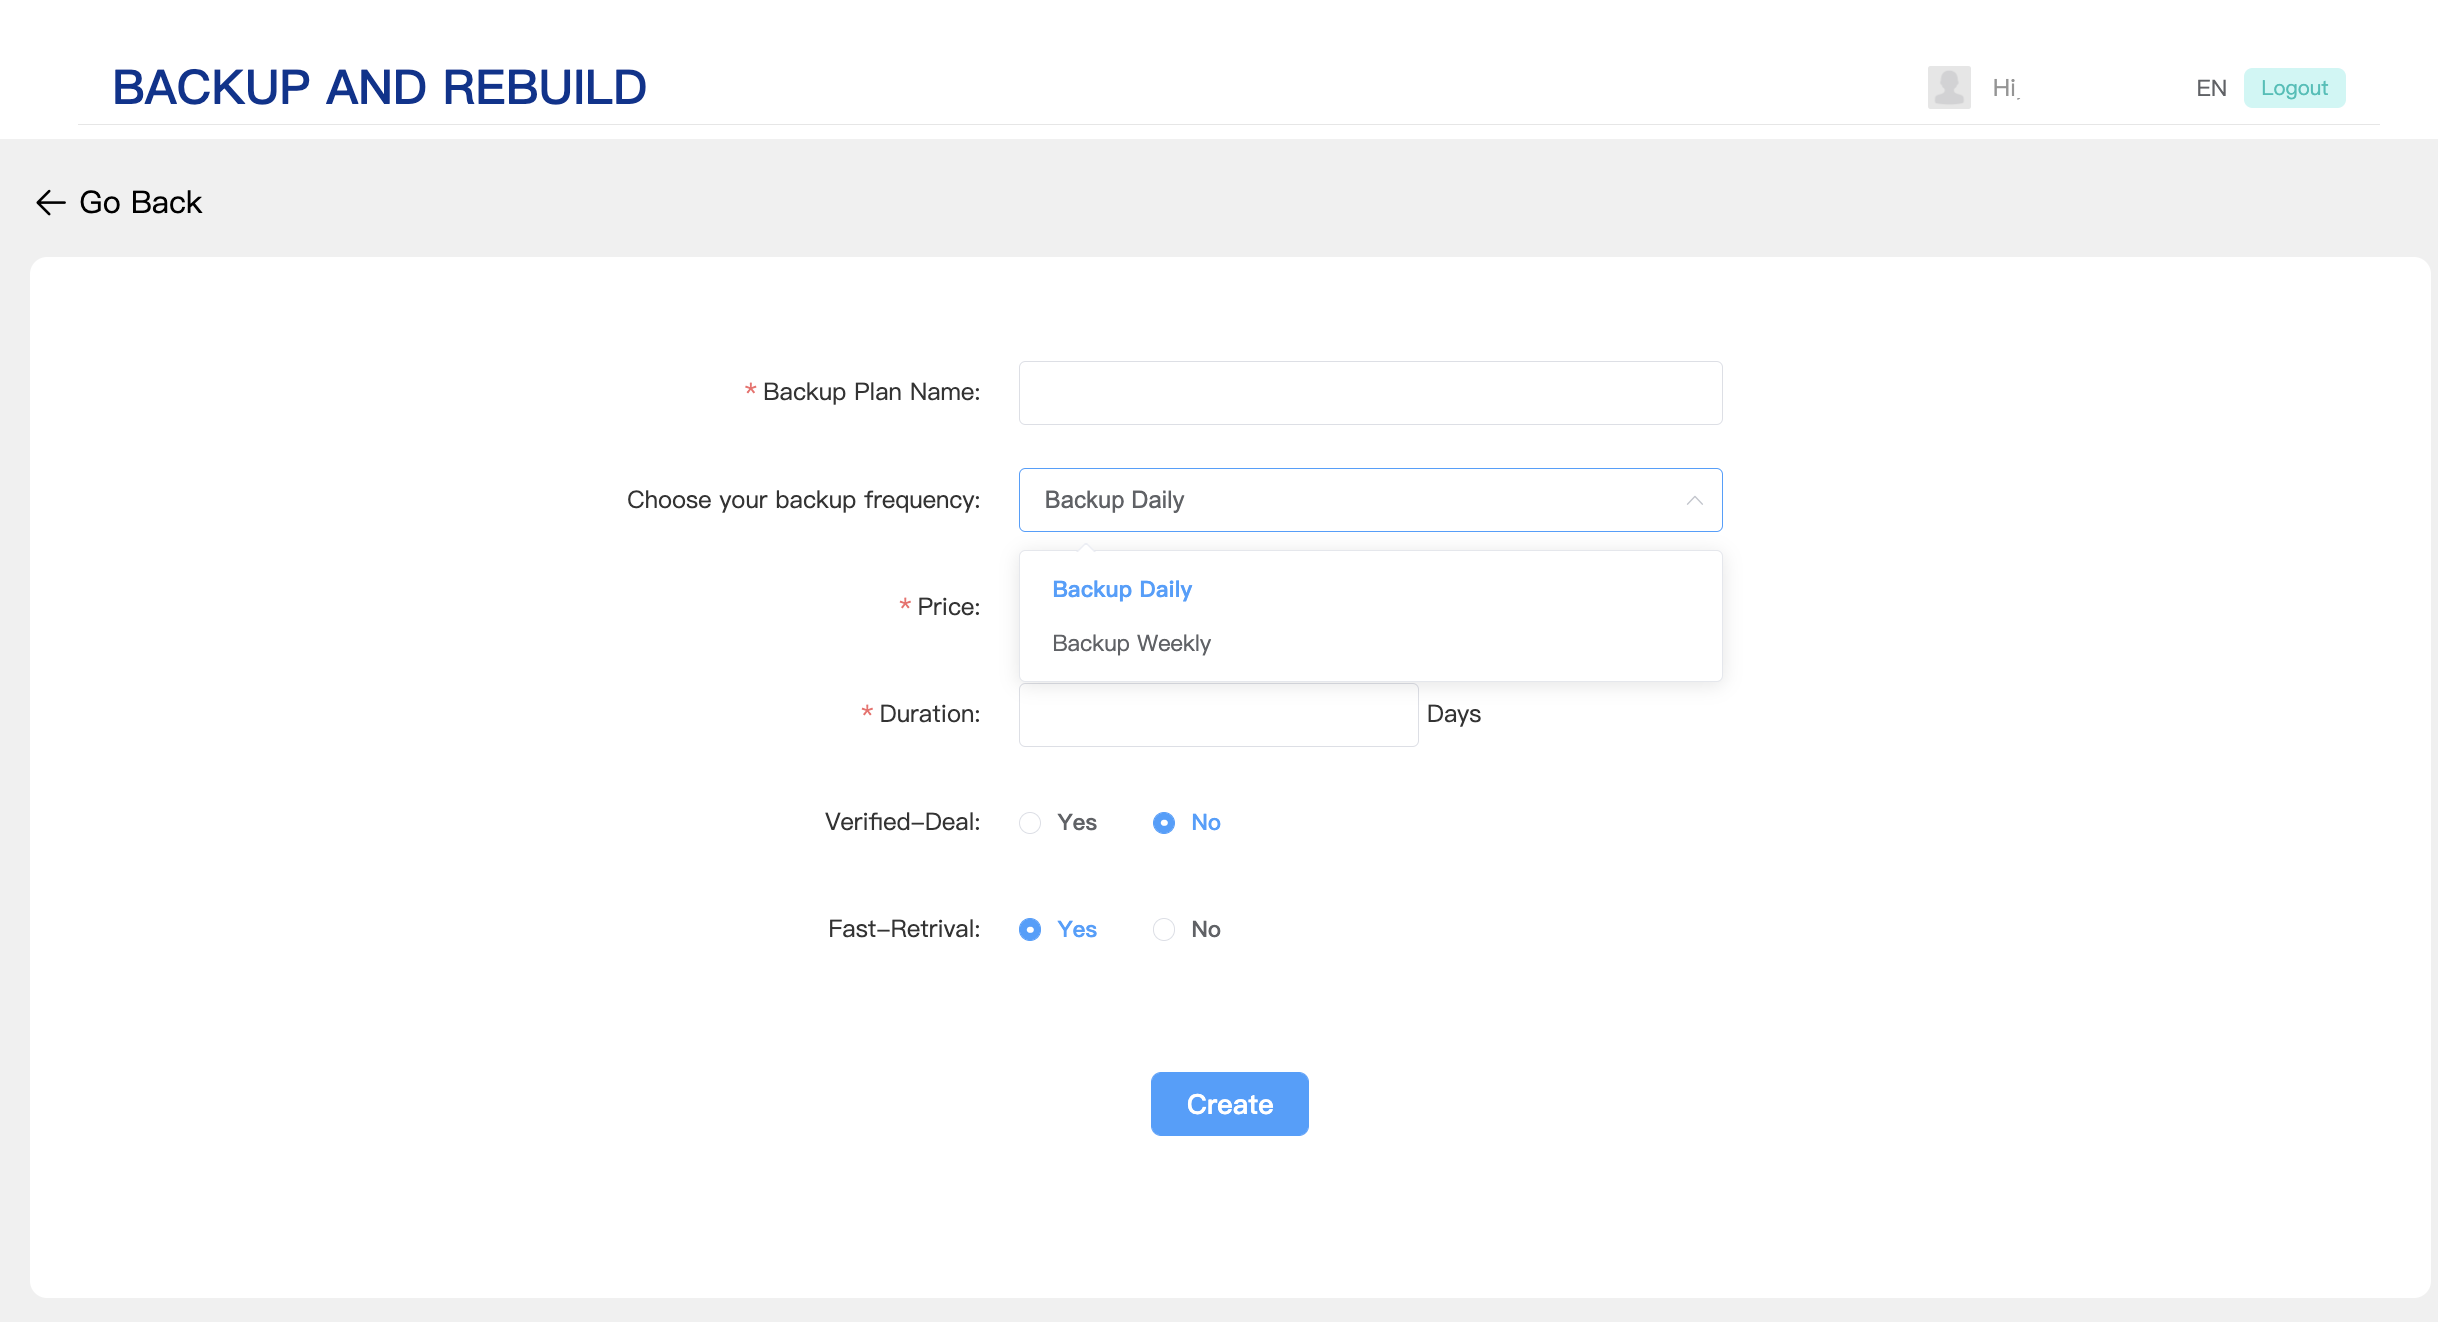 BACKUP AND REBUILD
Hi, EN Logout
Go Back
* Backup Plan Name:
Choose your backup frequency: Backup Daily
Backup Daily
* Price:
Backup Weekly
* Duration: Days
Verified-Deal: Yes No
Fast-Retrival: Yes No
Create